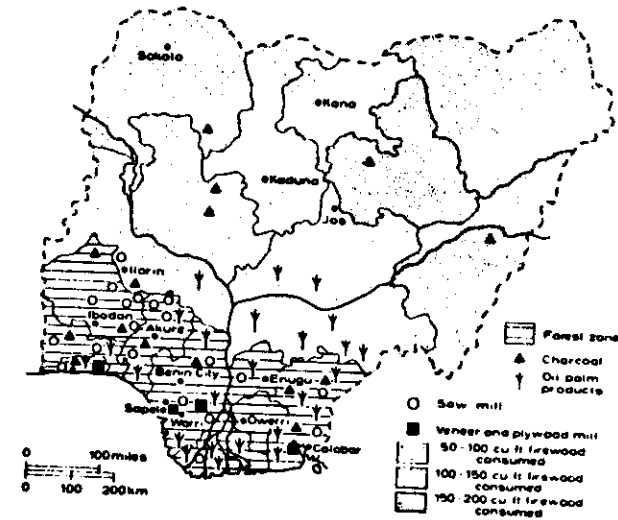 Sokoto
Kano
Kaduna
Jos
Ilorin
Ibadan
Akure
Benin City
Enugu
Sapele
Warri
Owerri
Calabar
Forest zone
Charcoal
Oil palm
products
Saw mill
Veneer and plywood mill
50-100 cu ft firewood
consumed
100-150 cu ft firewood
consumed
150-200 cu ft firewood
consumed
0 100 miles
0 100 200km